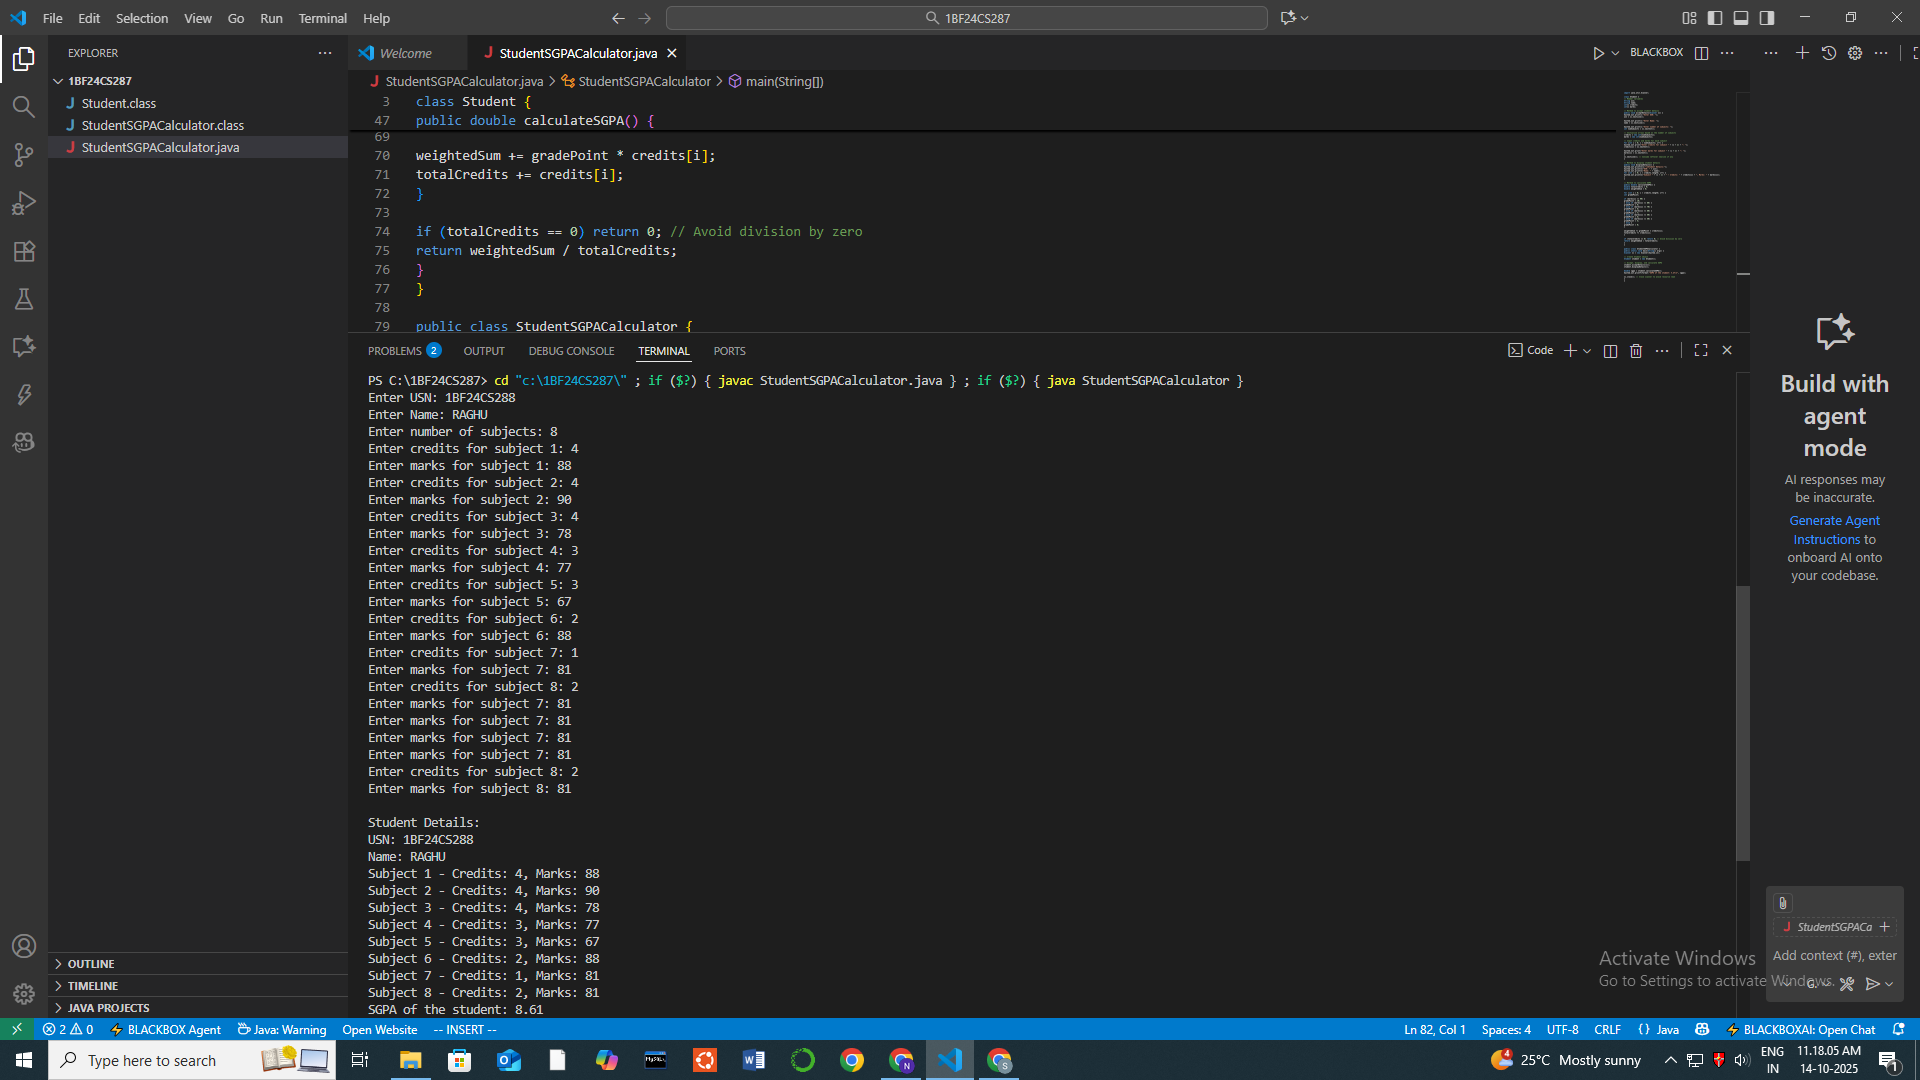 File Edit Selection View Go Run Terminal Help
1BF24CS287
EXPLORER
1BF24CS287
Student.class
StudentSGPACalculator.class
StudentSGPACalculator.java
OUTLINE
TIMELINE
JAVA PROJECTS
Welcome
StudentSGPACalculator.java
BLACKBOX
StudentSGPACalculator.java > StudentSGPACalculator > main(String[])
3 class Student {
47 public double calculateSGPA() {
69
70 weightedSum += gradePoint * credits[i];
71 totalCredits += credits[i];
72 }
73
74 if (totalCredits == 0) return 0; // Avoid division by zero
75 return weightedSum / totalCredits;
76 }
77 }
78
79 public class StudentSGPACalculator {
PROBLEMS 2 OUTPUT DEBUG CONSOLE TERMINAL PORTS
Code
PS C:\1BF24CS287> cd "c:\1BF24CS287\" ; if ($?) { javac StudentSGPACalculator.java } ; if ($?) { java StudentSGPACalculator }
Enter USN: 1BF24CS288
Enter Name: RAGHU
Enter number of subjects: 8
Enter credits for subject 1: 4
Enter marks for subject 1: 88
Enter credits for subject 2: 4
Enter marks for subject 2: 90
Enter credits for subject 3: 4
Enter marks for subject 3: 78
Enter credits for subject 4: 3
Enter marks for subject 4: 77
Enter credits for subject 5: 3
Enter marks for subject 5: 67
Enter credits for subject 6: 2
Enter marks for subject 6: 88
Enter credits for subject 7: 1
Enter marks for subject 7: 81
Enter credits for subject 8: 2
Enter marks for subject 7: 81
Enter marks for subject 7: 81
Enter marks for subject 7: 81
Enter marks for subject 7: 81
Enter credits for subject 8: 2
Enter marks for subject 8: 81
Student Details:
USN: 1BF24CS288
Name: RAGHU
Subject 1 - Credits: 4, Marks: 88
Subject 2 - Credits: 4, Marks: 90
Subject 3 - Credits: 4, Marks: 78
Subject 4 - Credits: 3, Marks: 77
Subject 5 - Credits: 3, Marks: 67
Subject 6 - Credits: 2, Marks: 88
Subject 7 - Credits: 1, Marks: 81
Subject 8 - Credits: 2, Marks: 81
SGPA of the student: 8.61
Build with
agent
mode
AI responses may
be inaccurate.
Generate Agent
Instructions to
onboard AI onto
your codebase.
StudentSGPACa
Add context (#), exter
Activate Windows
Go to Settings to activate Windows.
2 0 BLACKBOX Agent Java: Warning Open Website -- INSERT --
Ln 82, Col 1 Spaces: 4 UTF-8 CRLF {} Java BLACKBOXAI: Open Chat
Type here to search
25°C Mostly sunny
ENG
IN
11.18.05 AM
14-10-2025